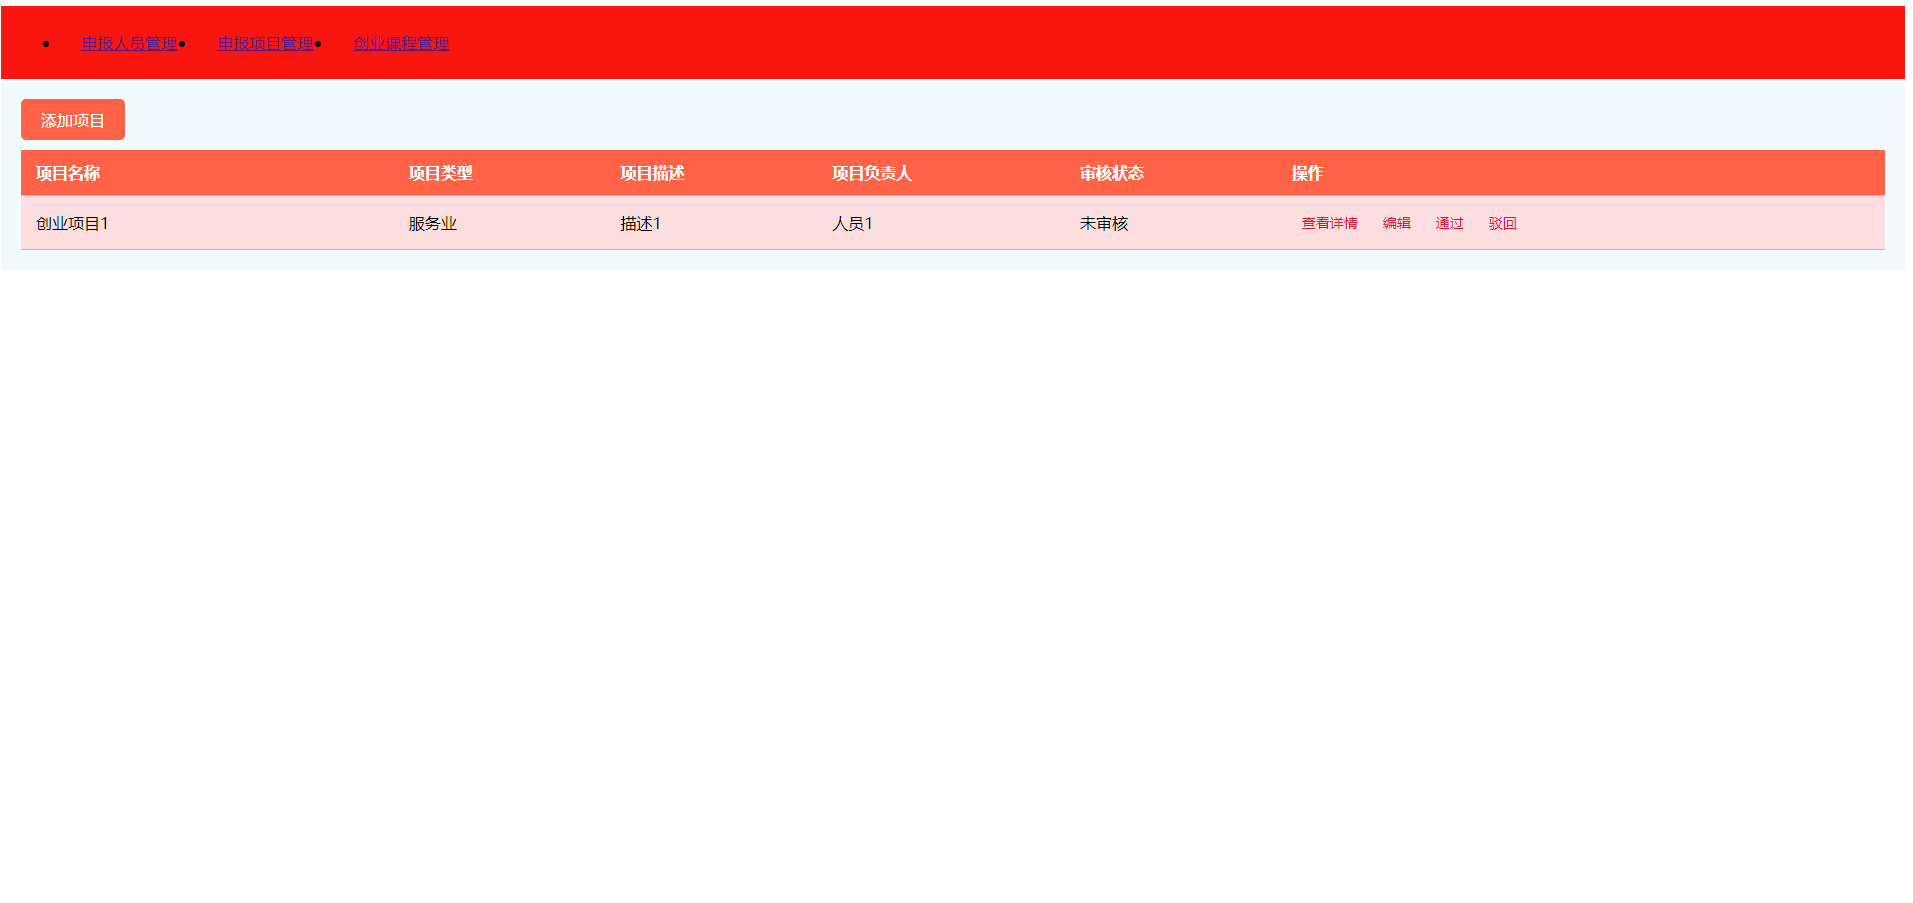 • 申报人员管理 • 申报项目管理 • 创业课程管理
添加项目
项目名称 项目类型 项目描述 项目负责人 审核状态 操作
创业项目1 服务业 描述1 人员1 未审核 查看详情 编辑 通过 驳回